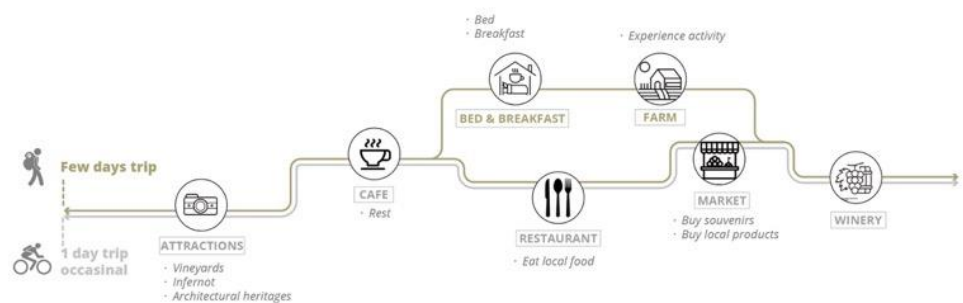 · Bed
· Breakfast
· Experience activity
BED & BREAKFAST
FARM
Few days trip
CAFE
· Rest
MARKET
· Buy souvenirs
· Buy local products
WINERY
1 day trip
occasinal
ATTRACTIONS
· Vineyards
· Infernot
· Architectural heritages
RESTAURANT
· Eat local food